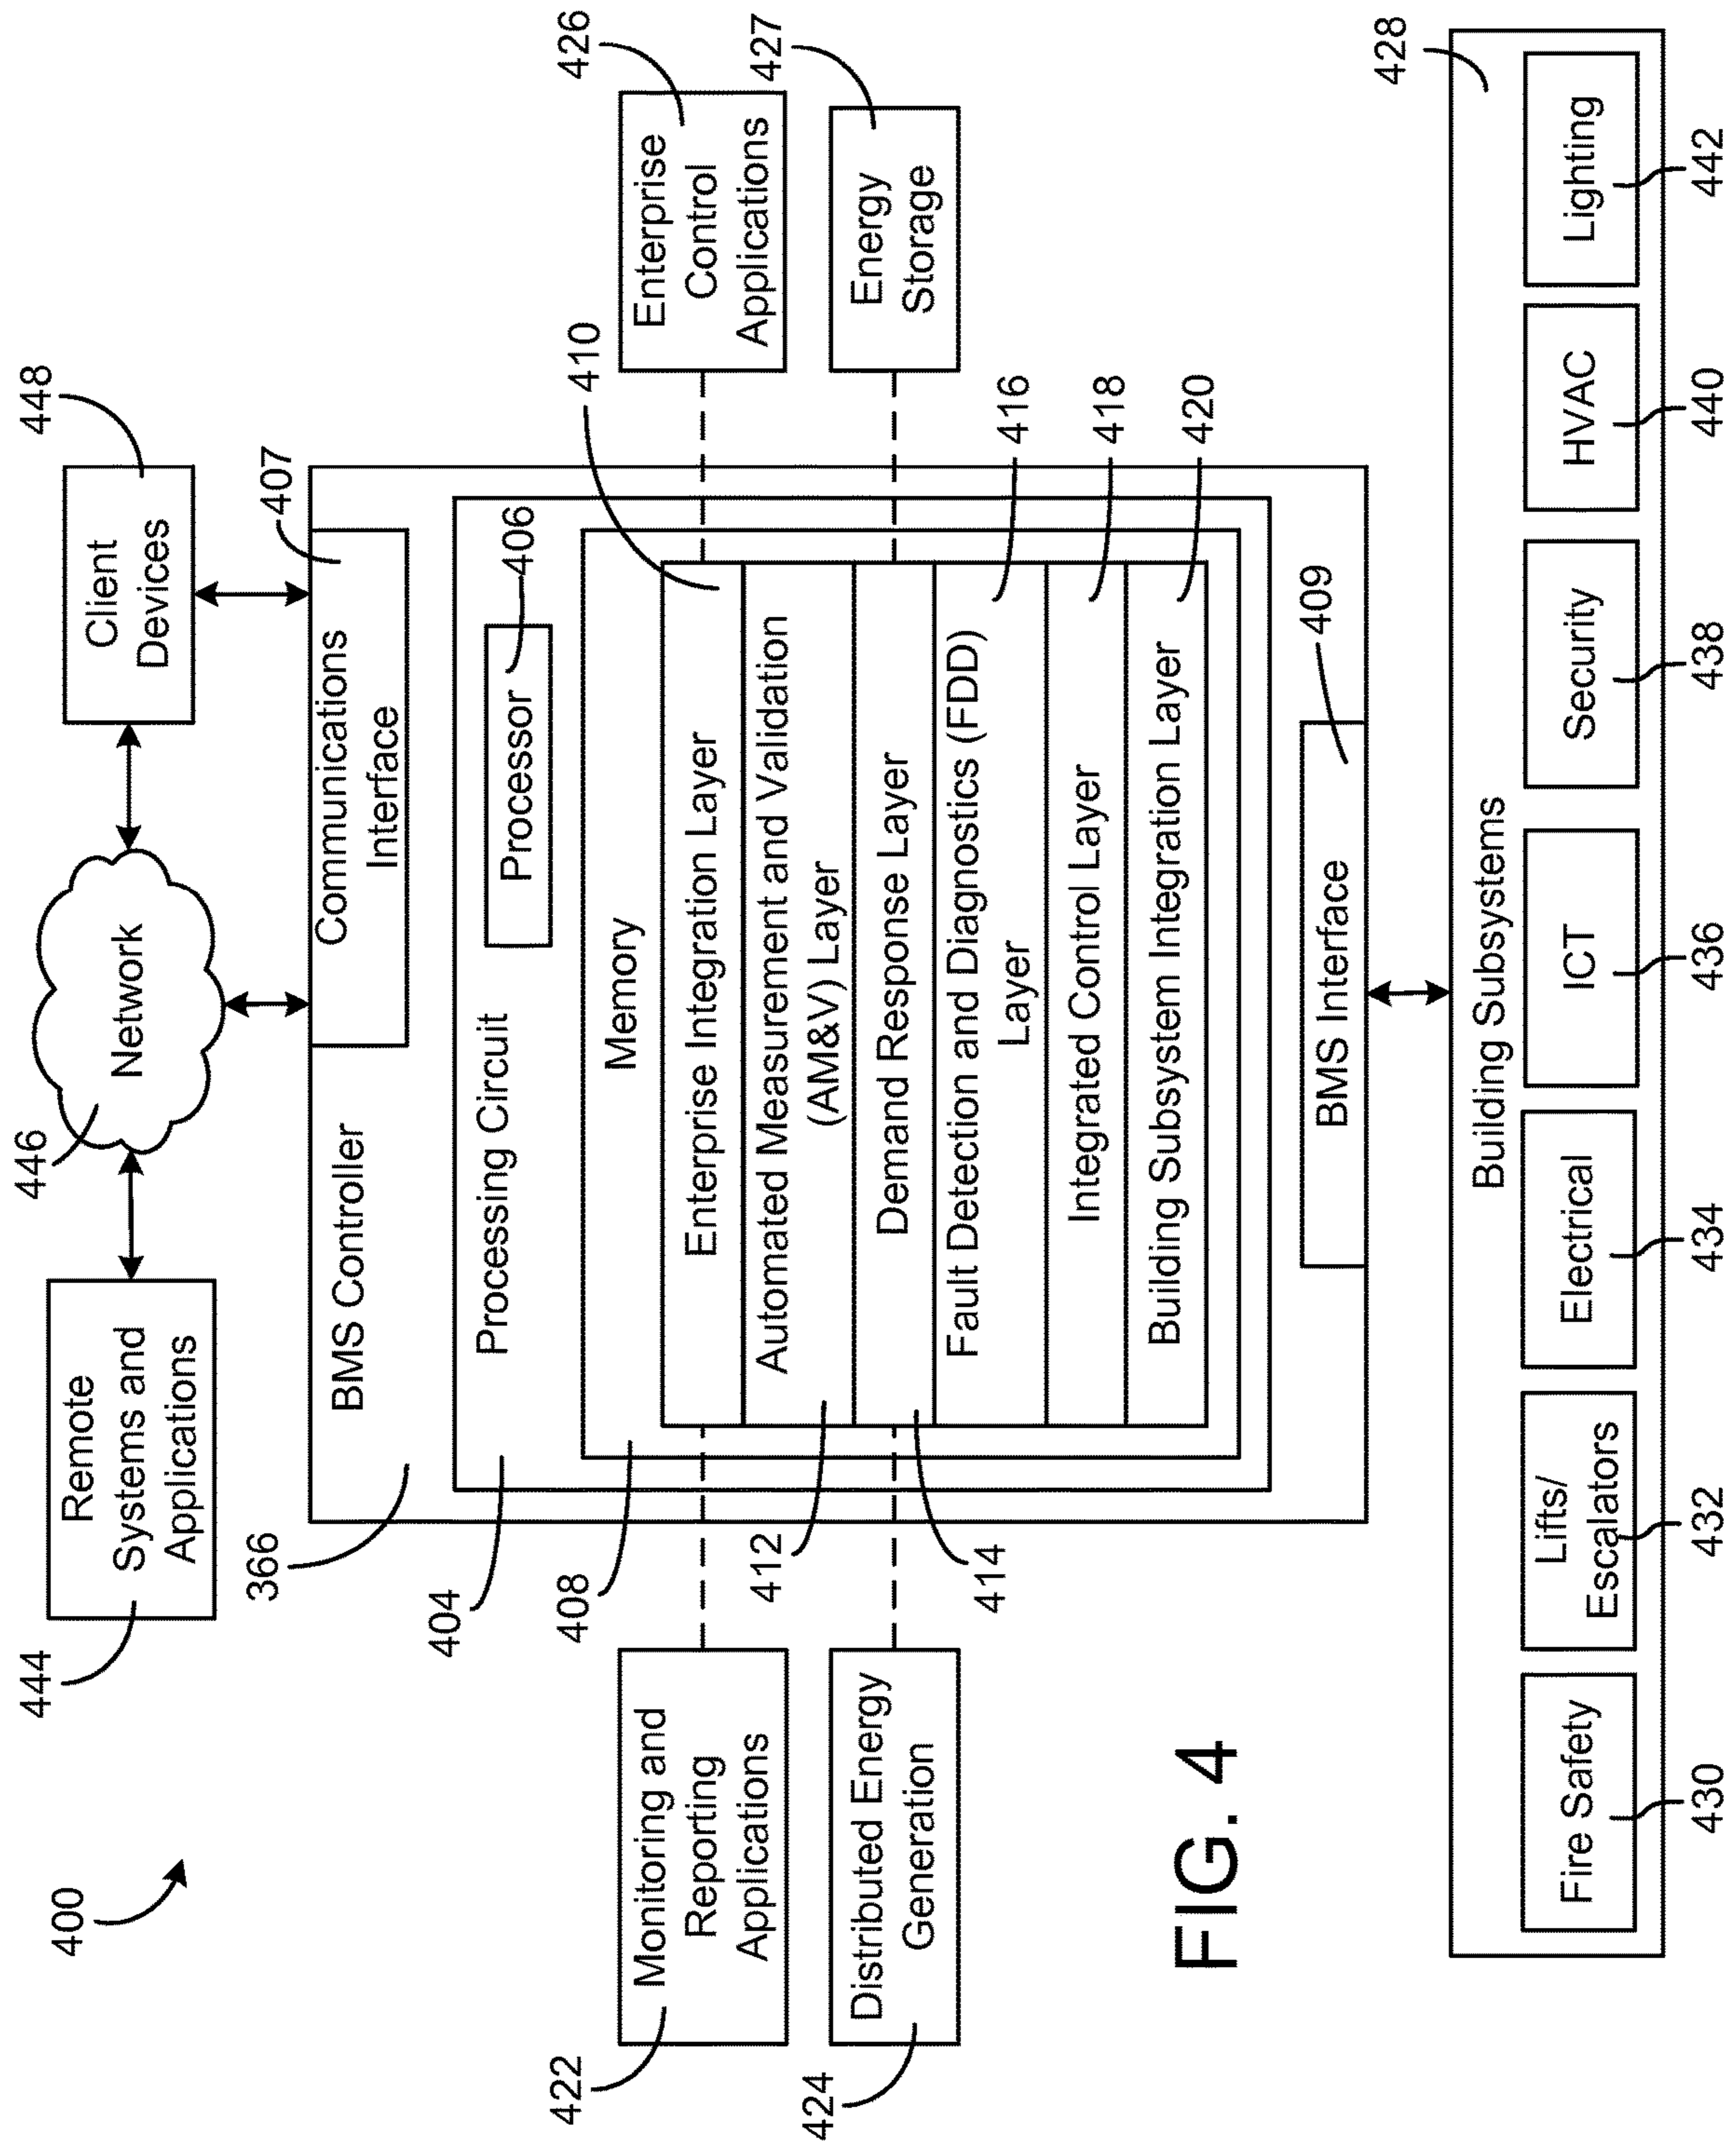 400
444
Remote
Systems and
Applications
446
Network
Client
Devices
448
366
BMS Controller
Communications
Interface
407
404
Processing Circuit
Processor
406
408
Memory
410
Enterprise Integration Layer
Automated Measurement and Validation
(AM&V) Layer
412
Demand Response Layer
414
Fault Detection and Diagnostics (FDD)
Layer
416
Integrated Control Layer
418
Building Subsystem Integration Layer
420
422
Monitoring and
Reporting
Applications
424
Distributed Energy
Generation
Enterprise
Control
Applications
426
Energy
Storage
427
BMS Interface
409
FIG. 4
Building Subsystems
428
Fire Safety
Lifts/
Escalators
Electrical
ICT
Security
HVAC
Lighting
430
432
434
436
438
440
442